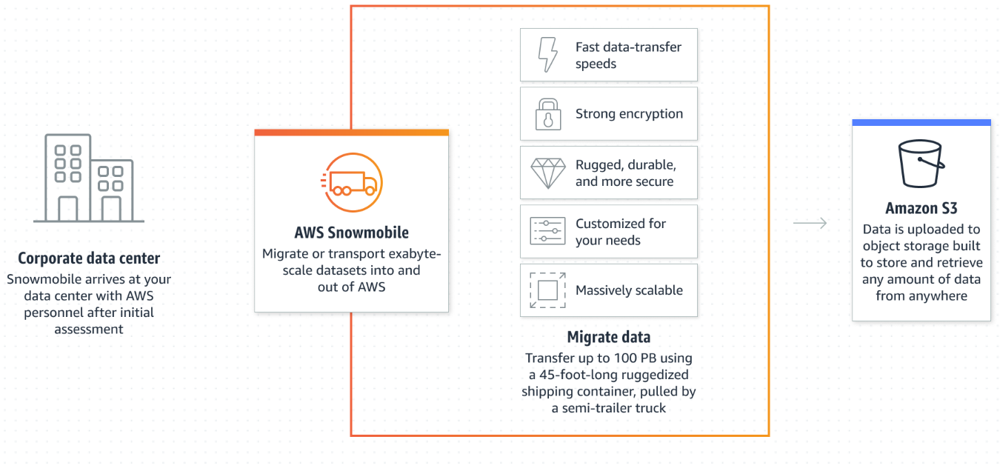 Corporate data center
Snowmobile arrives at your
data center with AWS
personnel after initial
assessment
AWS Snowmobile
Migrate or transport exabyte-
scale datasets into and
out of AWS
Fast data-transfer
speeds
Strong encryption
Rugged, durable,
and more secure
Customized for
your needs
Massively scalable
Migrate data
Transfer up to 100 PB using
a 45-foot-long ruggedized
shipping container, pulled by
a semi-trailer truck
Amazon S3
Data is uploaded to
object storage built
to store and retrieve
any amount of data
from anywhere